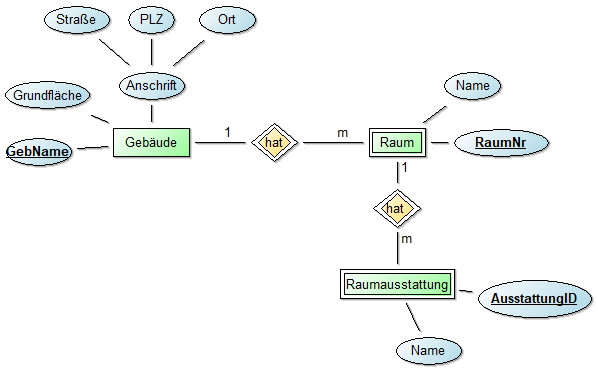 Straße
PLZ
Ort
Grundfläche
Anschrift
Name
GebName
Gebäude
1
hat
m
Raum
RaumNr
1
hat
m
Raumausstattung
AusstattungID
Name